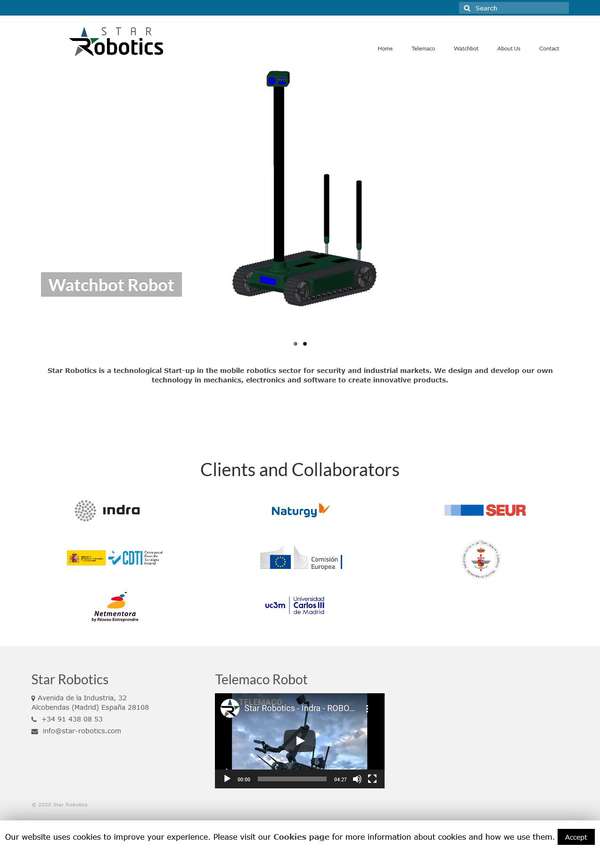 Search
STAR
Robotics
Home Telemaco Watchbot About Us Contact
Watchbot Robot
Star Robotics is a technological Start-up in the mobile robotics sector for security and industrial markets. We design and develop our own
technology in mechanics, electronics and software to create innovative products.
Clients and Collaborators
indra
Naturgy
SEUR
CDTI
Comisión
Europea
Netmentora
by Réseau Entreprendre
uc3m
Universidad
Carlos III
de Madrid
Star Robotics
Avenida de la Industria, 32
Alcobendas (Madrid) España 28108
+34 91 438 08 53
info@star-robotics.com
Telemaco Robot
TELEMACO
Star Robotics - Indra - ROBO...
00:00 04:27
Our website uses cookies to improve your experience. Please visit our Cookies page for more information about cookies and how we use them. Accept